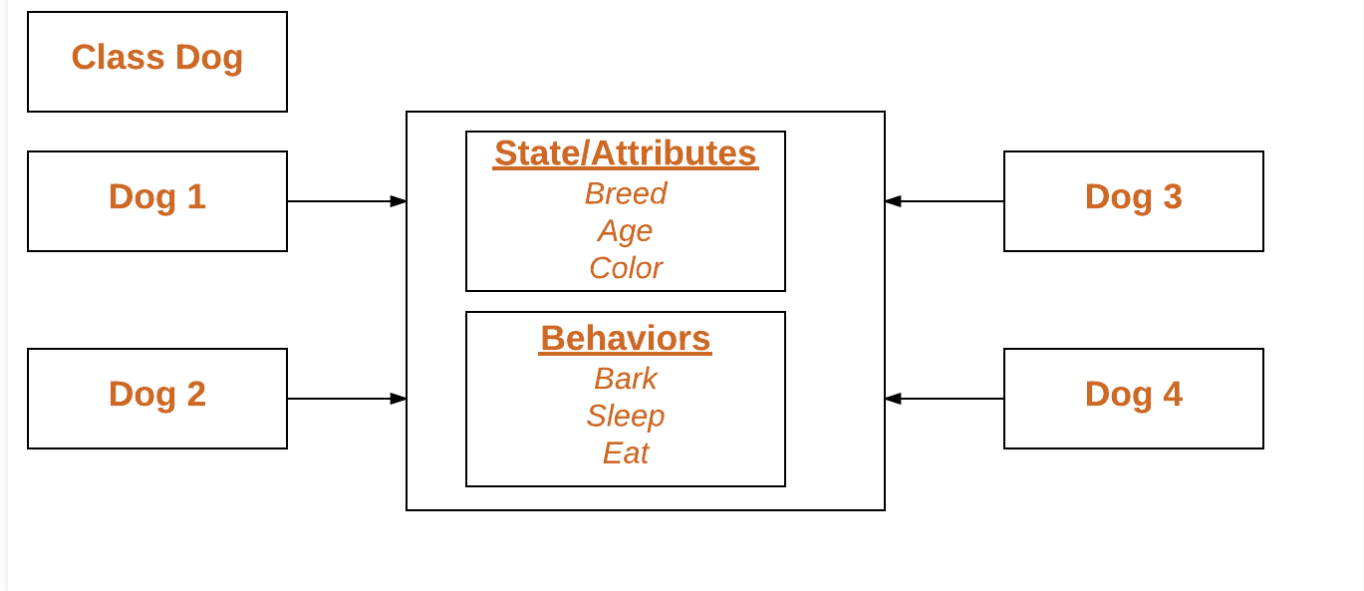 Class Dog
Dog 1
Dog 2
State/Attributes
Breed
Age
Color
Behaviors
Bark
Sleep
Eat
Dog 3
Dog 4